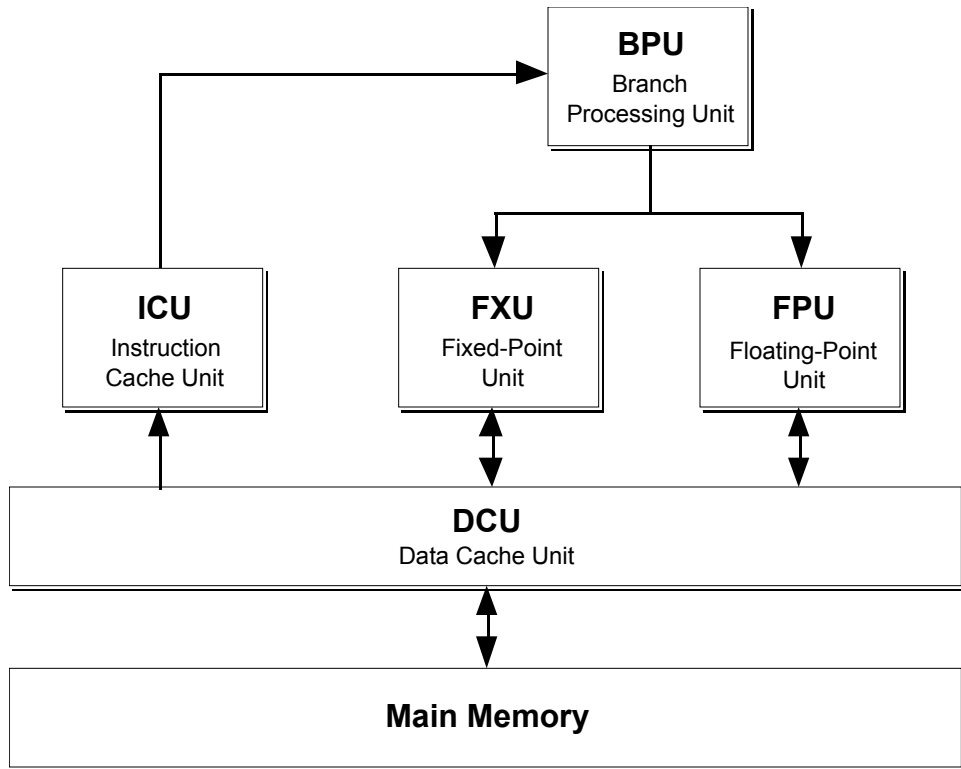 BPU
Branch
Processing Unit
ICU
Instruction
Cache Unit
FXU
Fixed-Point
Unit
FPU
Floating-Point
Unit
DCU
Data Cache Unit
Main Memory